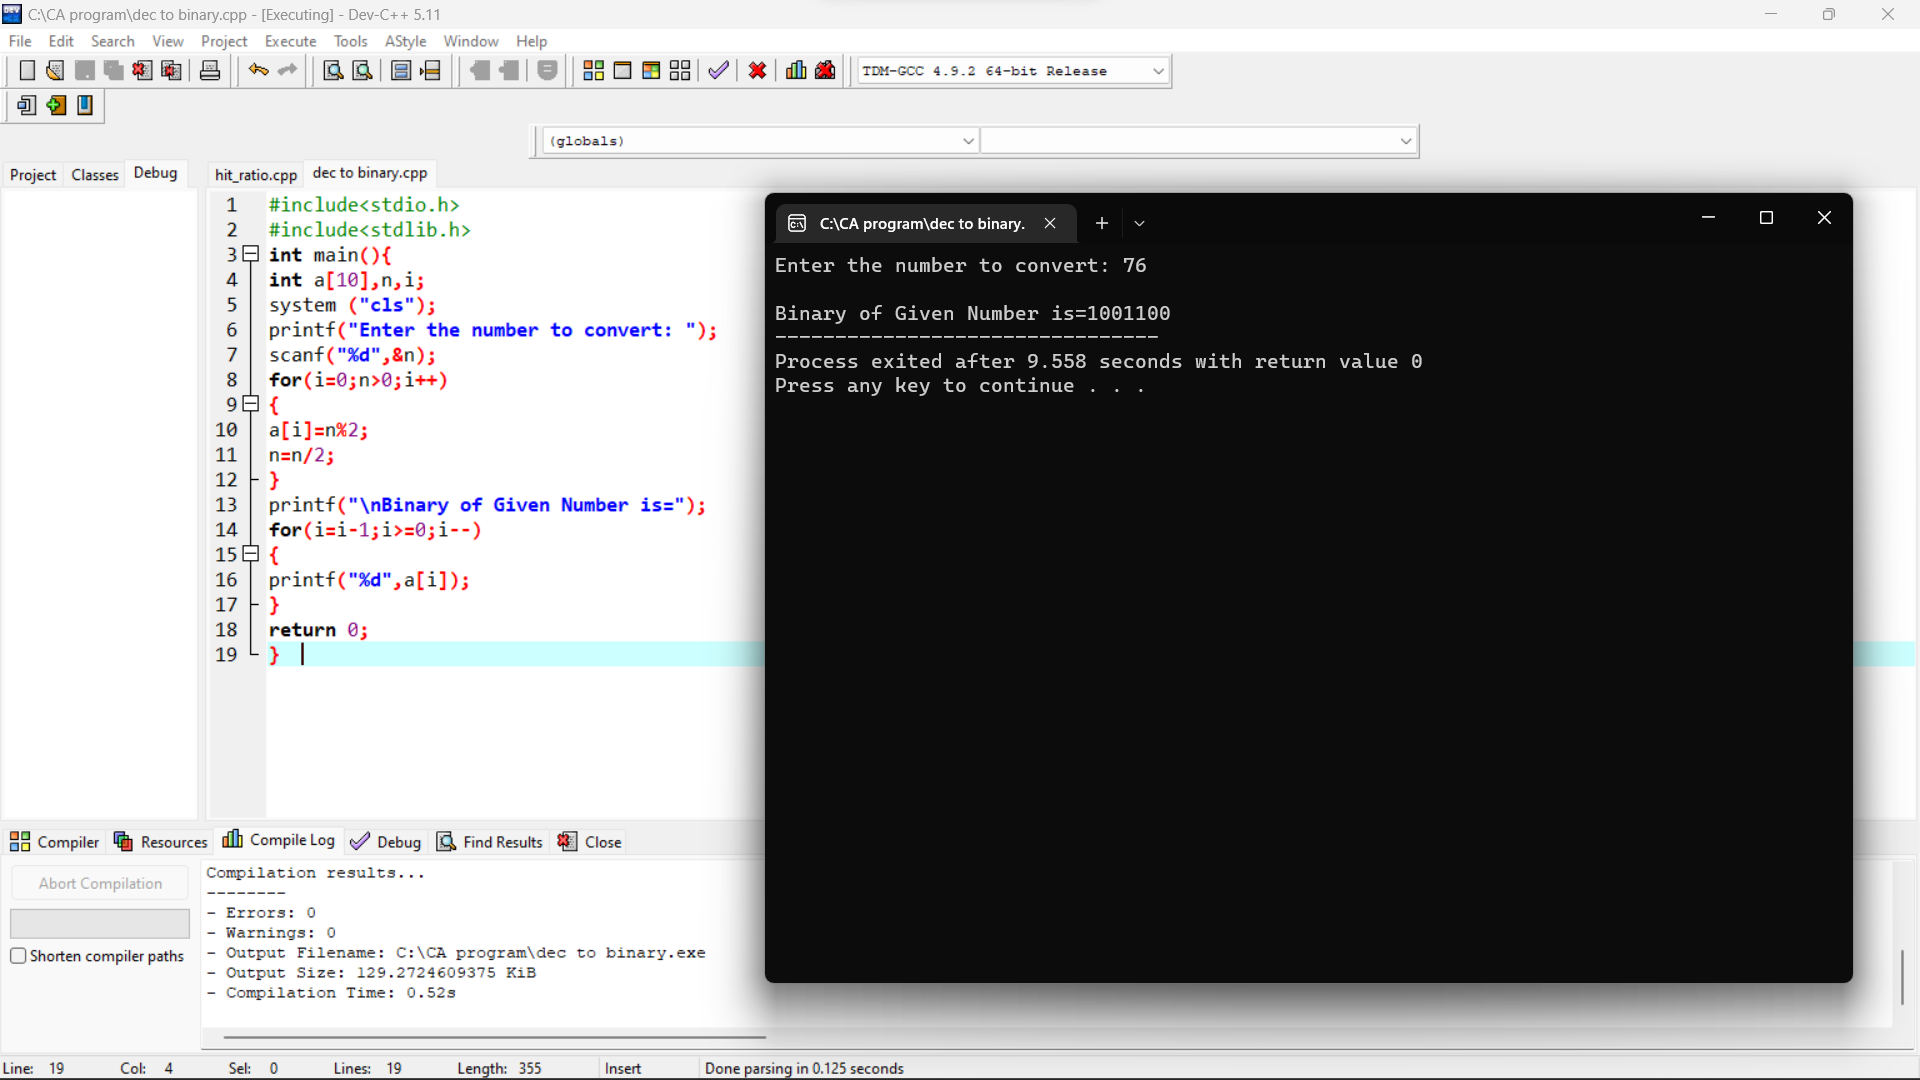 C:\CA program\dec to binary.cpp - [Executing] - Dev-C++ 5.11
File Edit Search View Project Execute Tools AStyle Window Help
TDM-GCC 4.9.2 64-bit Release
(globals)
Project Classes Debug
hit_ratio.cpp dec to binary.cpp
1 #include<stdio.h>
2 #include<stdlib.h>
3 int main(){
4 int a[10],n,i;
5 system ("cls");
6 printf("Enter the number to convert: ");
7 scanf("%d",&n);
8 for(i=0;n>0;i++)
9 {
10 a[i]=n%2;
11 n=n/2;
12 }
13 printf("\nBinary of Given Number is=");
14 for(i=i-1;i>=0;i--)
15 {
16 printf("%d",a[i]);
17 }
18 return 0;
19 }
C:\CA program\dec to binary.
Enter the number to convert: 76
Binary of Given Number is=1001100
--------------------------------
Process exited after 9.558 seconds with return value 0
Press any key to continue . . .
Compiler Resources Compile Log Debug Find Results Close
Abort Compilation
Shorten compiler paths
Compilation results...
--------
- Errors: 0
- Warnings: 0
- Output Filename: C:\CA program\dec to binary.exe
- Output Size: 129.2724609375 KiB
- Compilation Time: 0.52s
Line: 19 Col: 4 Sel: 0 Lines: 19 Length: 355 Insert Done parsing in 0.125 seconds